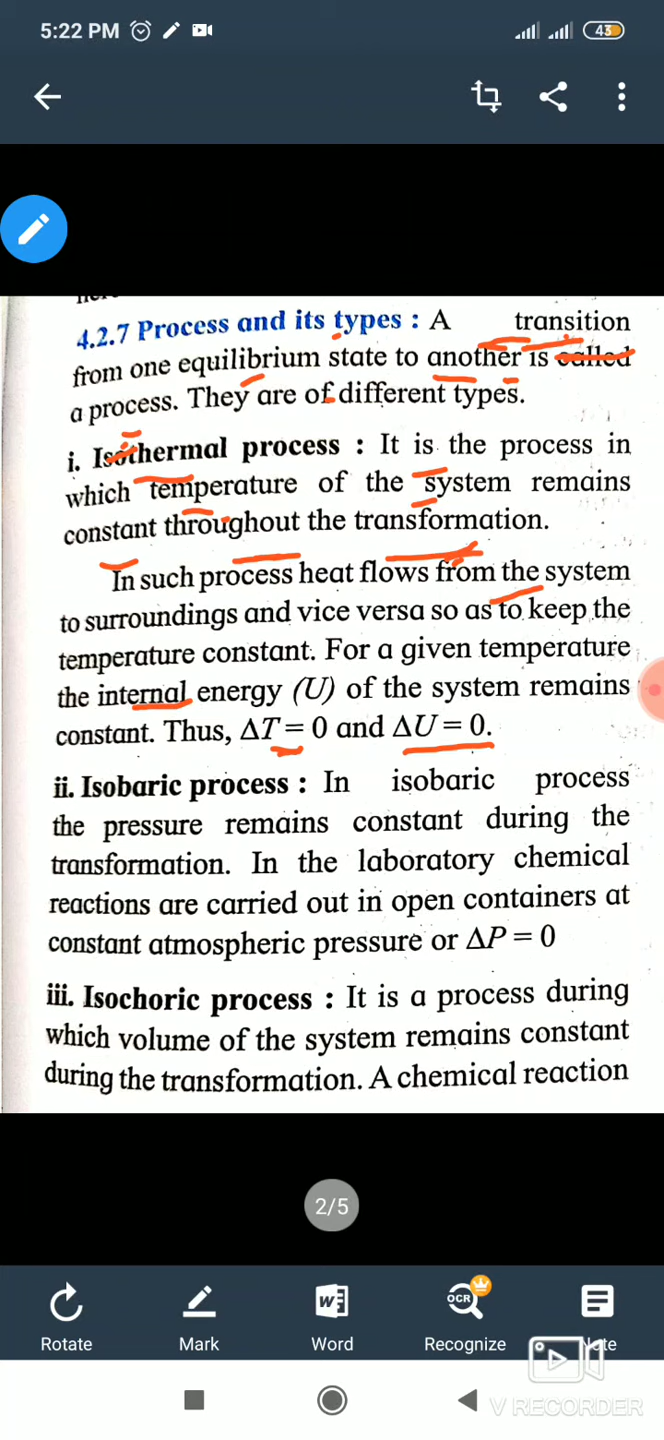 5:22 PM
43
4.2.7 Process and its types : A transition
from one equilibrium state to another is called
a process. They are of different types.
i. Isothermal process : It is the process in
which temperature of the system remains
constant throughout the transformation.
In such process heat flows from the system
to surroundings and vice versa so as to keep the
temperature constant. For a given temperature
the internal energy (U) of the system remains
constant. Thus, ΔT = 0 and ΔU = 0.
ii. Isobaric process : In isobaric process
the pressure remains constant during the
transformation. In the laboratory chemical
reactions are carried out in open containers at
constant atmospheric pressure or ΔP = 0
iii. Isochoric process : It is a process during
which volume of the system remains constant
during the transformation. A chemical reaction
2/5
W
OCR
Rotate Mark Word Recognize Note
V RECORDER